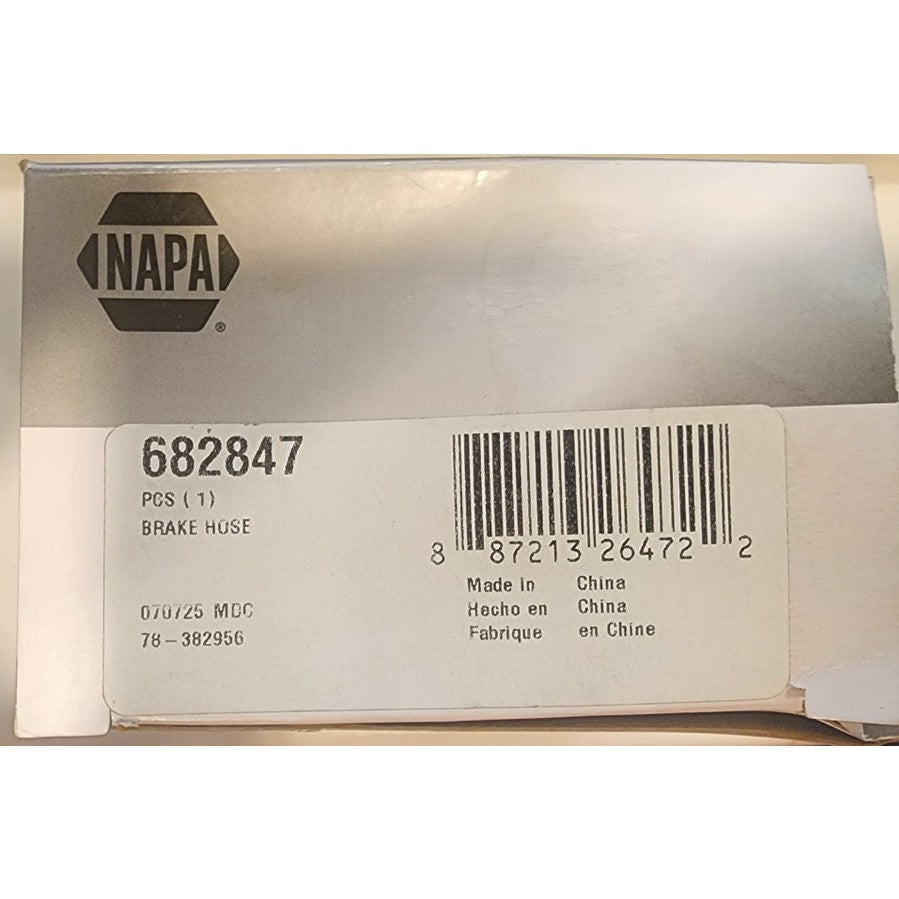 NAPA®
682847
PCS (1)
BRAKE HOSE
070725 MDC
78-382956
8 87213 26472 2
Made in China
Hecho en China
Fabrique en Chine